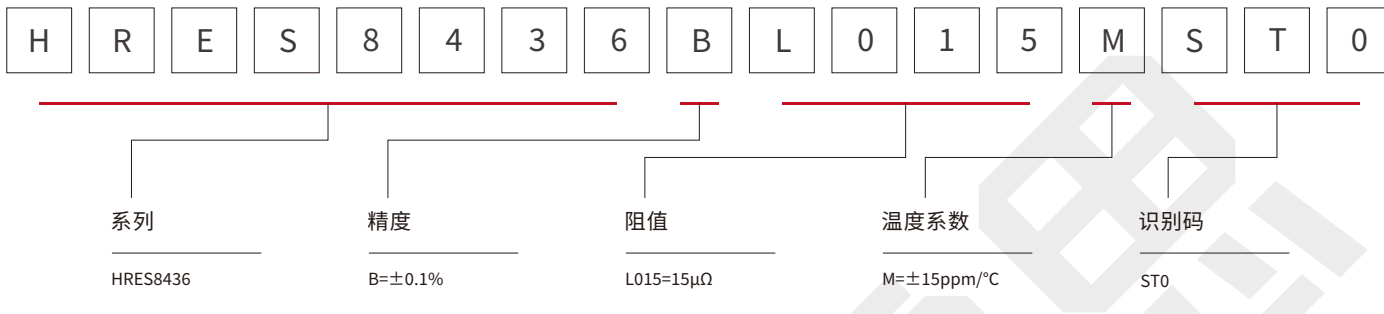 H R E S 8 4 3 6 B L 0 1 5 M S T 0
系列 精度 阻值 温度系数 识别码
HRES8436 B=±0.1% L015=15μΩ M=±15ppm/℃ ST0